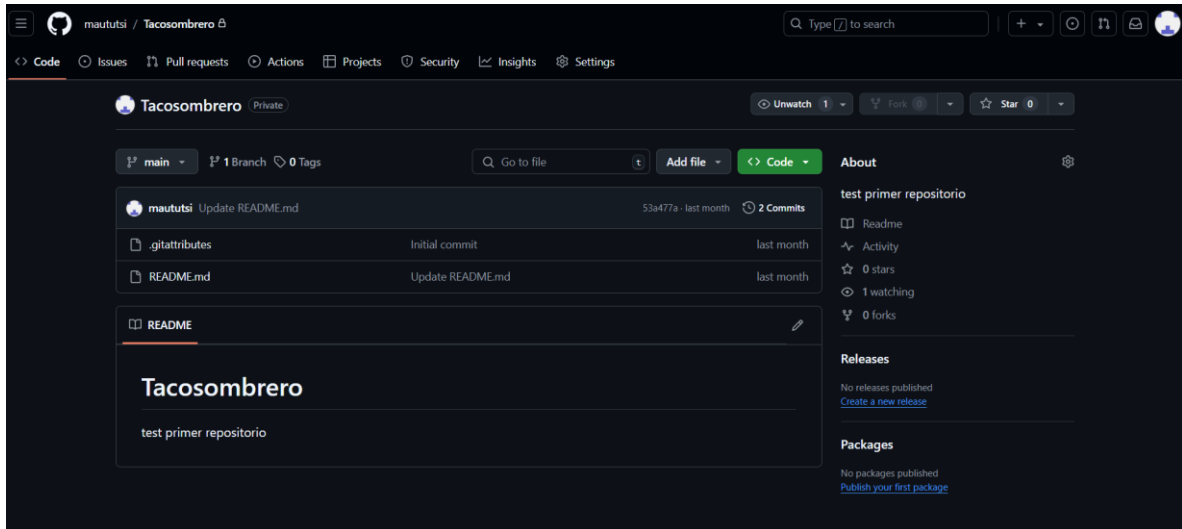 maututsi / Tacosombrero
Type / to search
Code Issues Pull requests Actions Projects Security Insights Settings
Tacosombrero Private
Unwatch 1 Fork 0 Star 0
main 1 Branch 0 Tags Go to file t Add file Code
maututsi Update README.md 53a477a · last month 2 Commits
.gitattributes Initial commit last month
README.md Update README.md last month
README
Tacosombrero
test primer repositorio
About
test primer repositorio
Readme
Activity
0 stars
1 watching
0 forks
Releases
No releases published
Create a new release
Packages
No packages published
Publish your first package